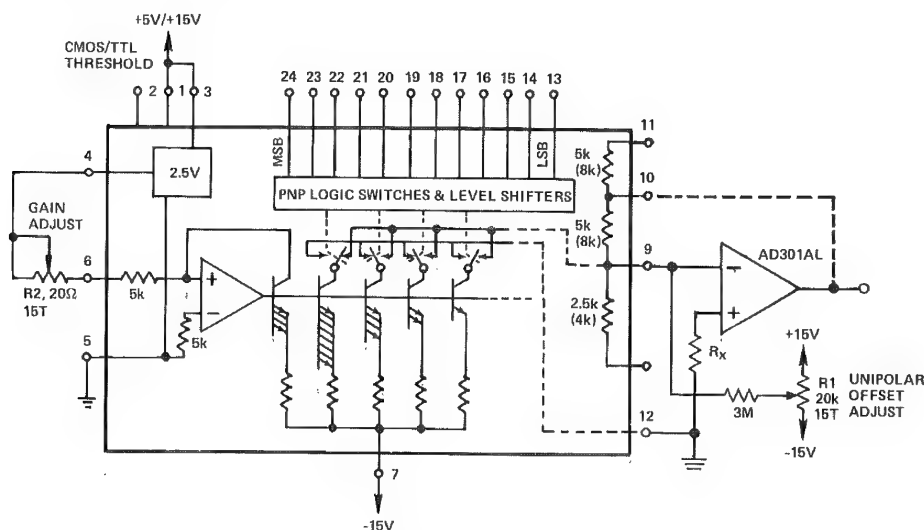 +5V/+15V
CMOS/TTL
THRESHOLD
2 1 3
24 23 22 21 20 19 18 17 16 15 14 13
MSB
LSB
11
4
2.5V
PNP LOGIC SWITCHES & LEVEL SHIFTERS
5k
(8k)
10
GAIN
ADJUST
5k
(8k)
9
AD301AL
6
R2, 20Ω
15T
5k
+
−
−
+
2.5k
(4k)
5
5k
RX
+15V
3M
R1
20k
15T
UNIPOLAR
OFFSET
ADJUST
12
7
-15V
-15V